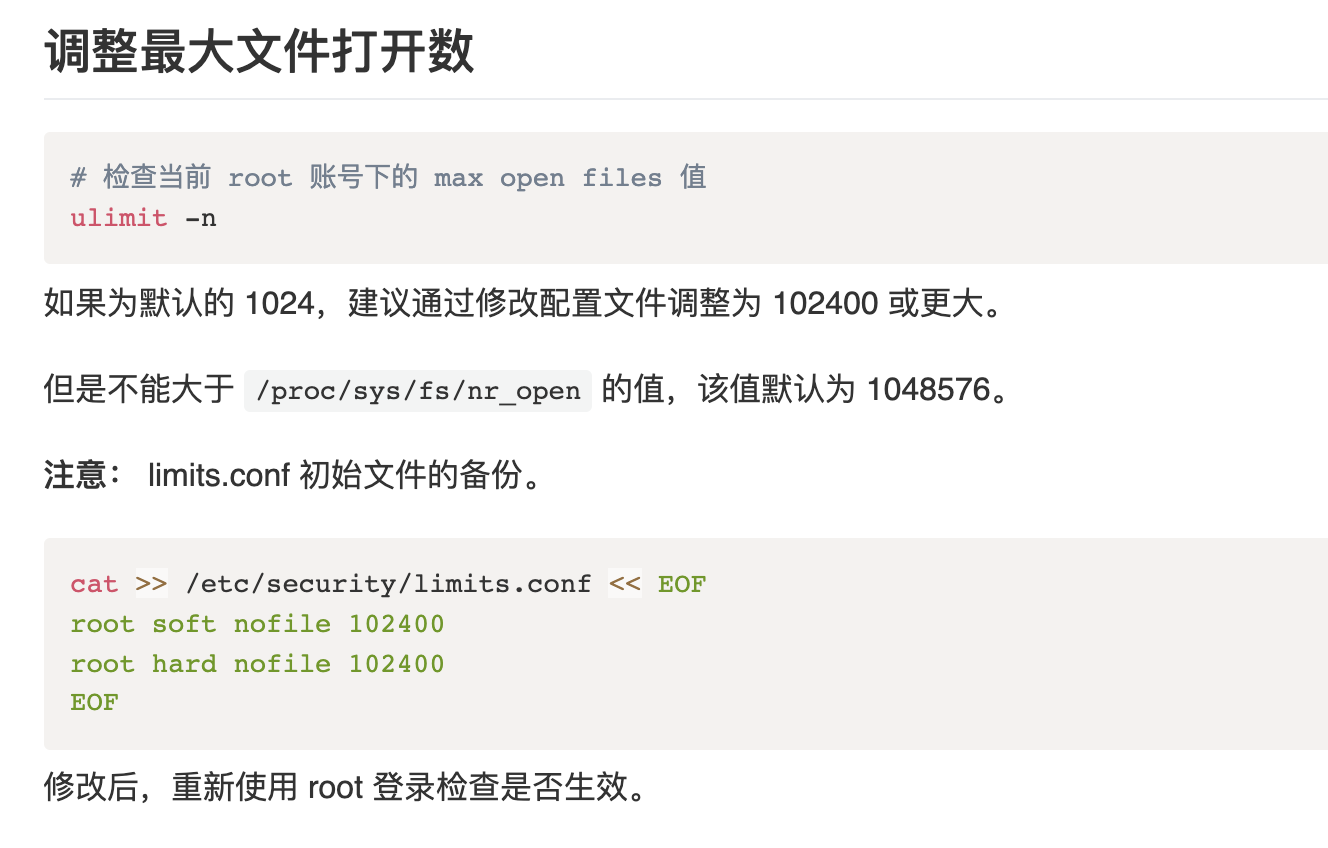 调整最大文件打开数
# 检查当前 root 账号下的 max open files 值
ulimit -n
如果为默认的 1024，建议通过修改配置文件调整为 102400 或更大。
但是不能大于 /proc/sys/fs/nr_open 的值，该值默认为 1048576。
注意： limits.conf 初始文件的备份。
cat >> /etc/security/limits.conf << EOF
root soft nofile 102400
root hard nofile 102400
EOF
修改后，重新使用 root 登录检查是否生效。